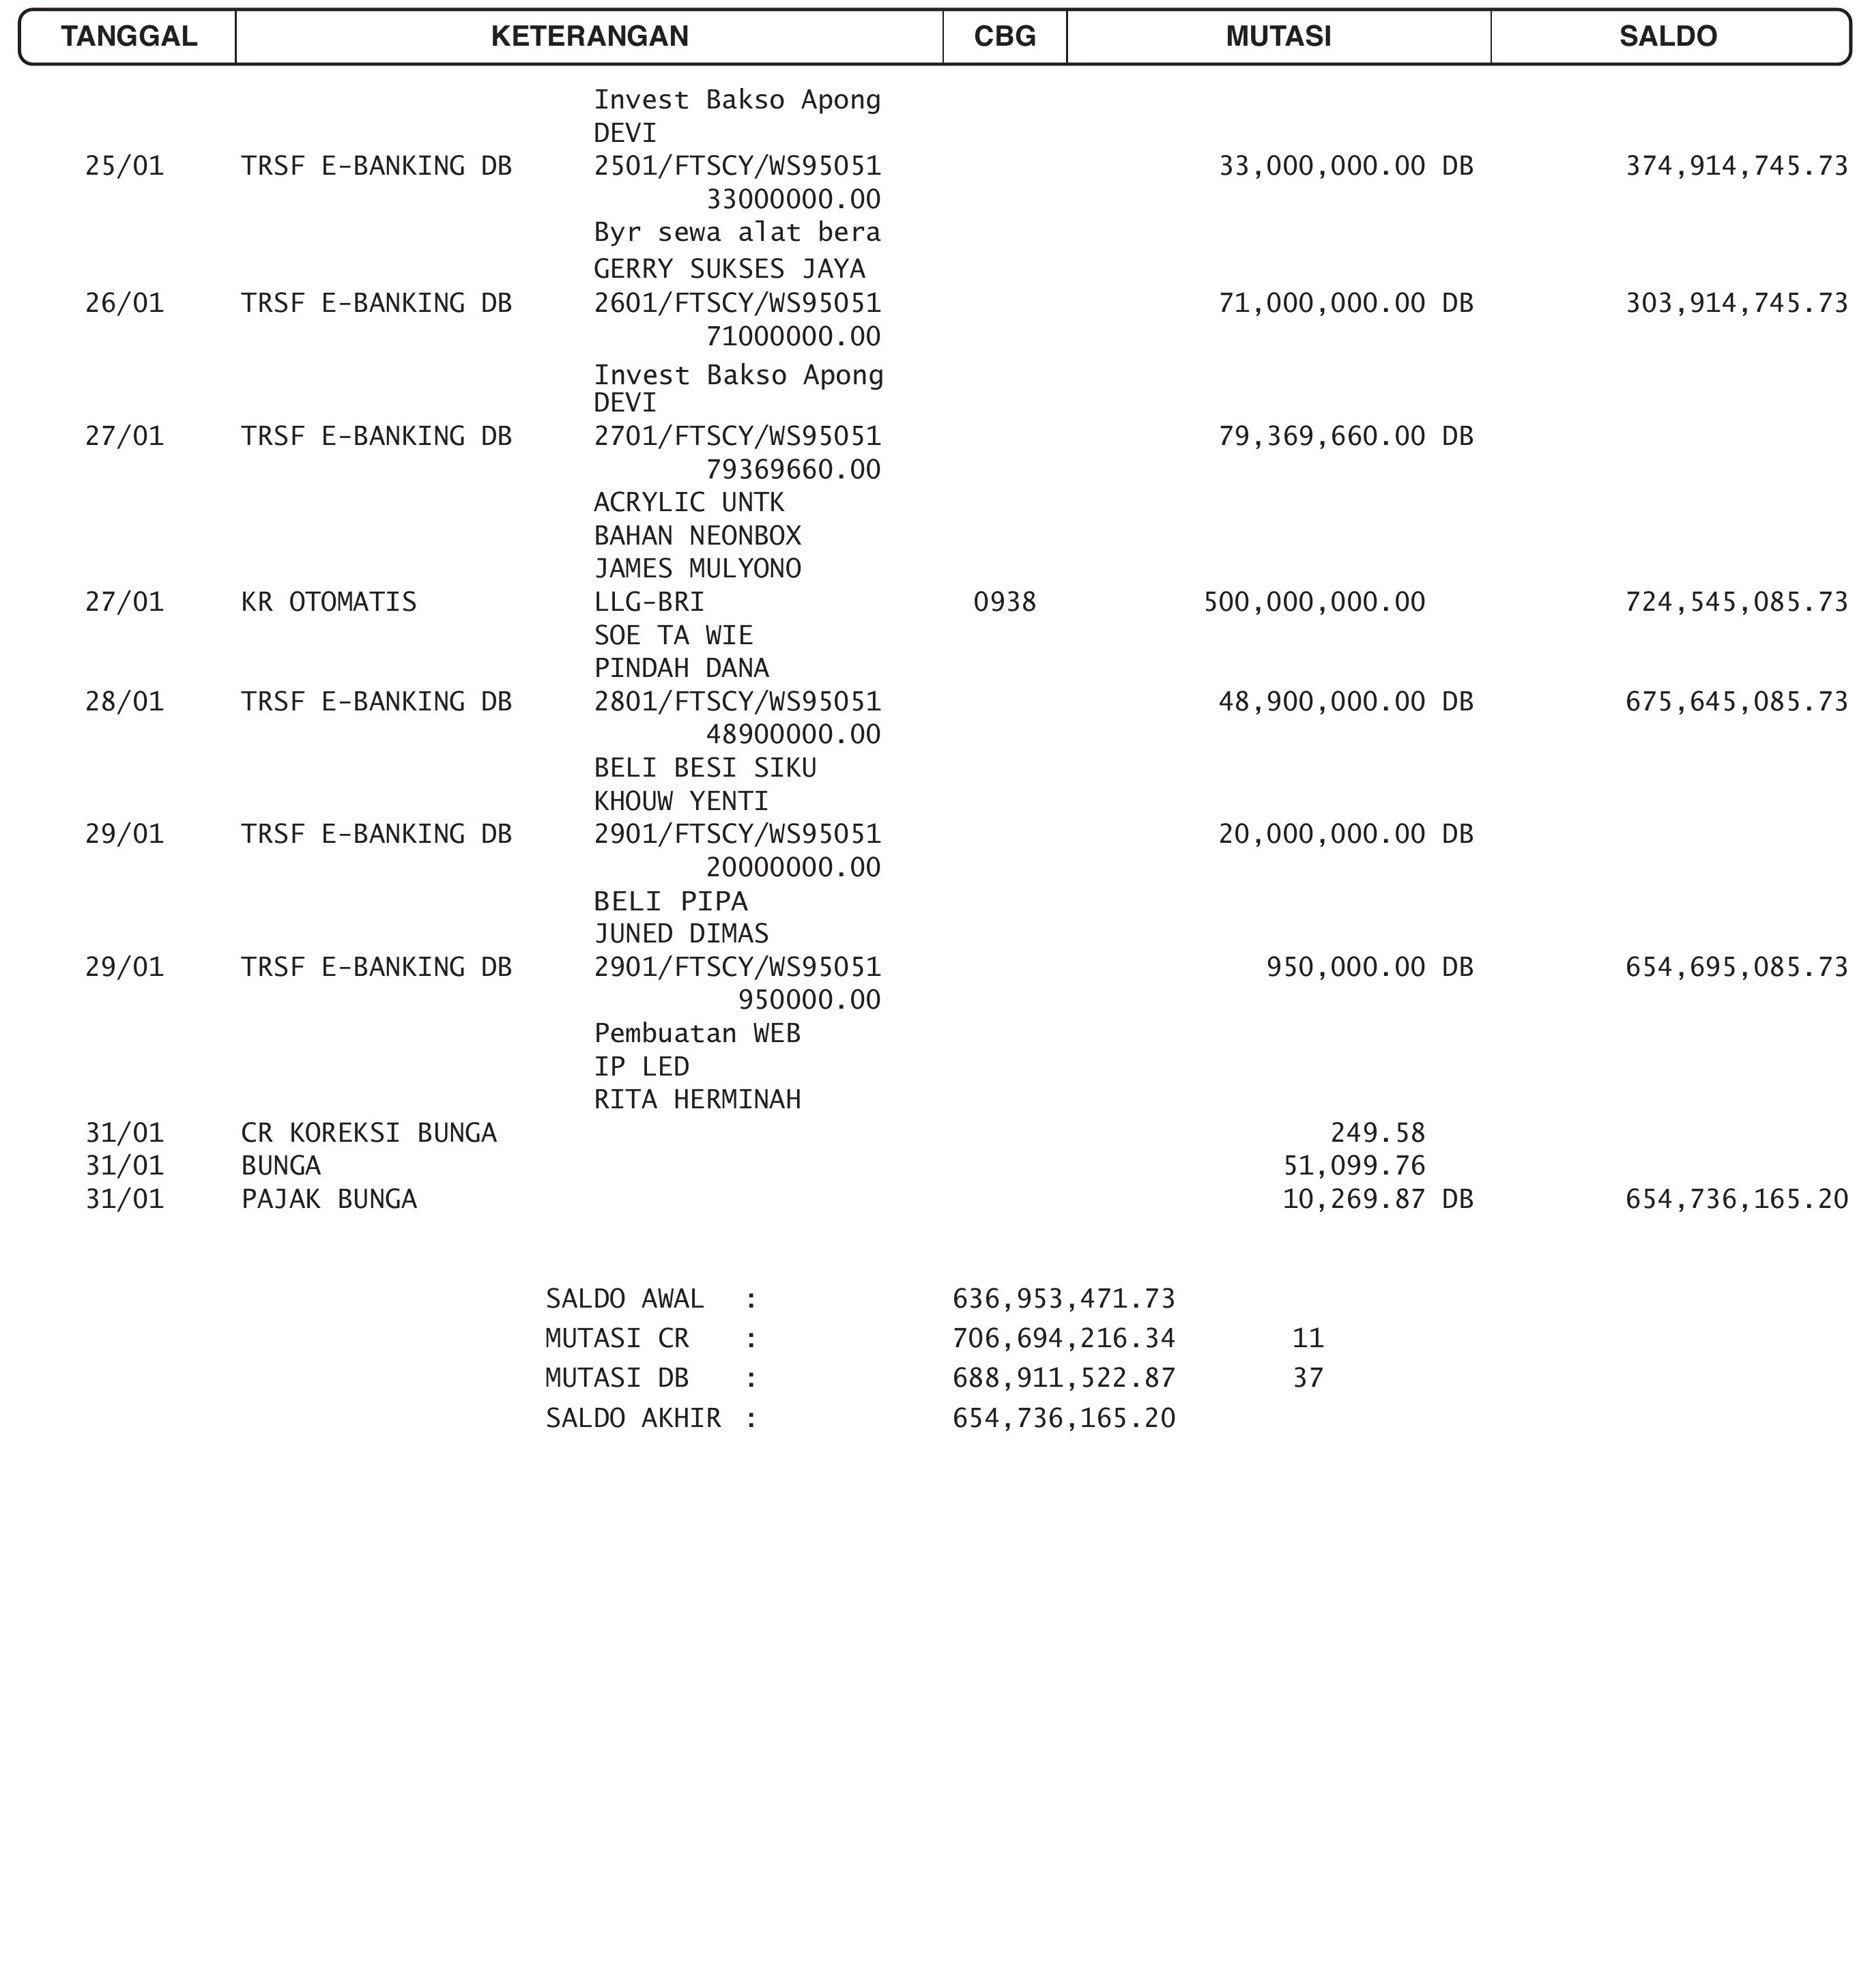 TANGGAL KETERANGAN CBG MUTASI SALDO
Invest Bakso Apong
DEVI
25/01 TRSF E-BANKING DB 2501/FTSCY/WS95051 33,000,000.00 DB 374,914,745.73
33000000.00
Byr sewa alat bera
GERRY SUKSES JAYA
26/01 TRSF E-BANKING DB 2601/FTSCY/WS95051 71,000,000.00 DB 303,914,745.73
71000000.00
Invest Bakso Apong
DEVI
27/01 TRSF E-BANKING DB 2701/FTSCY/WS95051 79,369,660.00 DB
79369660.00
ACRYLIC UNTK
BAHAN NEONBOX
JAMES MULYONO
27/01 KR OTOMATIS LLG-BRI 0938 500,000,000.00 724,545,085.73
SOE TA WIE
PINDAH DANA
28/01 TRSF E-BANKING DB 2801/FTSCY/WS95051 48,900,000.00 DB 675,645,085.73
48900000.00
BELI BESI SIKU
KHOUW YENTI
29/01 TRSF E-BANKING DB 2901/FTSCY/WS95051 20,000,000.00 DB
20000000.00
BELI PIPA
JUNED DIMAS
29/01 TRSF E-BANKING DB 2901/FTSCY/WS95051 950,000.00 DB 654,695,085.73
950000.00
Pembuatan WEB
IP LED
RITA HERMINAH
31/01 CR KOREKSI BUNGA 249.58
31/01 BUNGA 51,099.76
31/01 PAJAK BUNGA 10,269.87 DB 654,736,165.20
SALDO AWAL : 636,953,471.73
MUTASI CR : 706,694,216.34 11
MUTASI DB : 688,911,522.87 37
SALDO AKHIR : 654,736,165.20